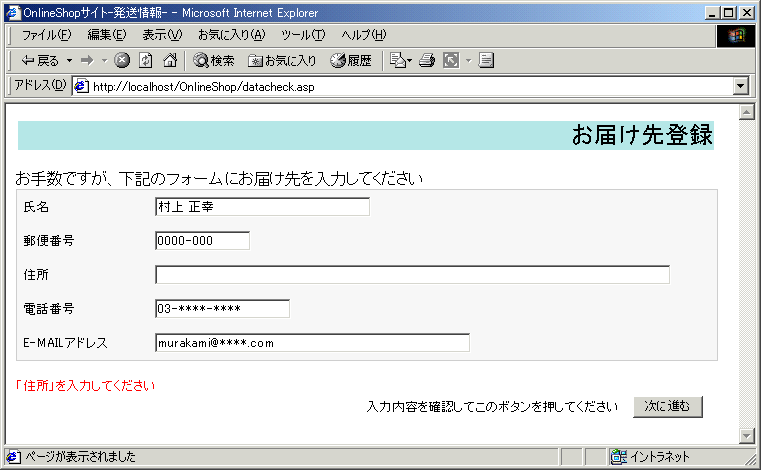 OnlineShopサイト-発送情報- - Microsoft Internet Explorer
ファイル(F) 編集(E) 表示(V) お気に入り(A) ツール(T) ヘルプ(H)
戻る 検索 お気に入り 履歴
アドレス(D) http://localhost/OnlineShop/datacheck.asp
お届け先登録
お手数ですが、下記のフォームにお届け先を入力してください
氏名 村上 正幸
郵便番号 0000-000
住所
電話番号 03-****-****
E-MAILアドレス murakami@****.com
「住所」を入力してください
入力内容を確認してこのボタンを押してください 次に進む
ページが表示されました イントラネット